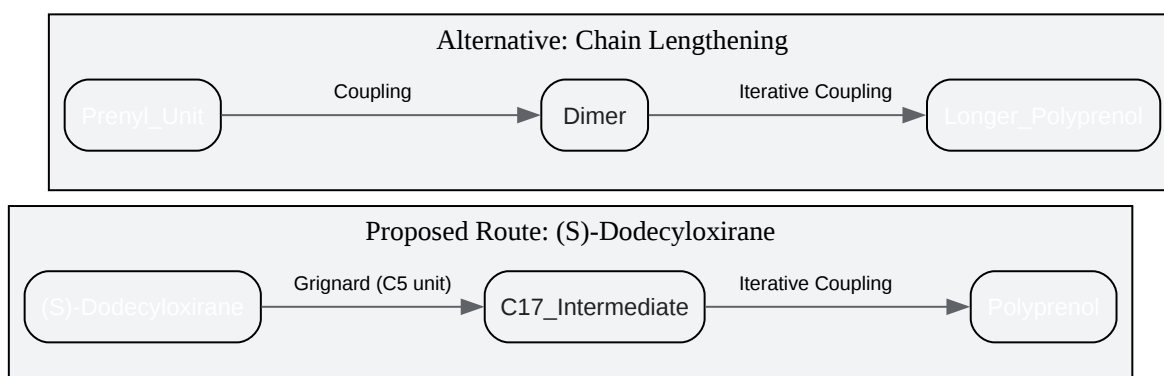 Alternative: Chain Lengthening
Prenyl_Unit
Coupling
Dimer
Iterative Coupling
Longer_Polyprenol
Proposed Route: (S)-Dodecyloxirane
(S)-Dodecyloxirane
Grignard (C5 unit)
C17_Intermediate
Iterative Coupling
Polyprenol